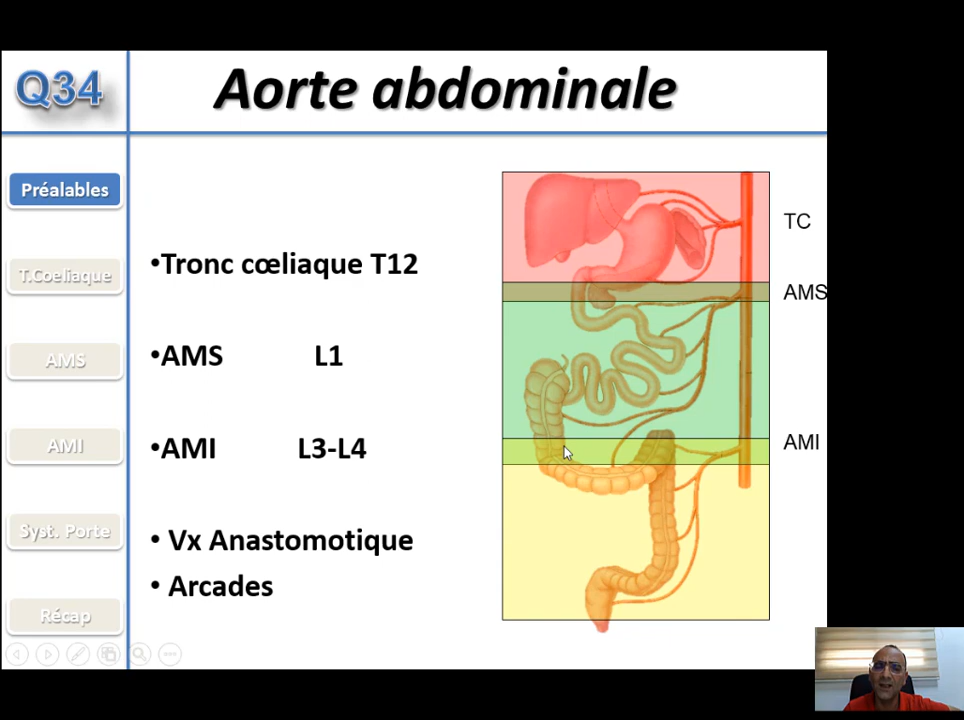 Q34
Aorte abdominale
Préalables
T.Coeliaque
AMS
AMI
Syst. Porte
Récap
•Tronc cœliaque T12
•AMS L1
•AMI L3-L4
• Vx Anastomotique
• Arcades
TC
AMS
AMI